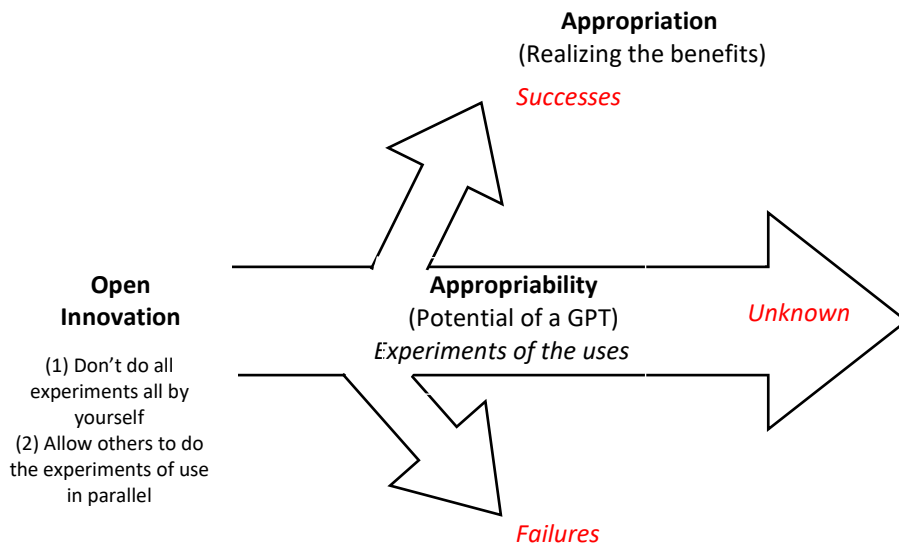 Appropriation
(Realizing the benefits)
Successes
Open
Innovation
(1) Don't do all
experiments all by
yourself
(2) Allow others to do
the experiments of use
in parallel
Appropriability
(Potential of a GPT)
Experiments of the uses
Unknown
Failures